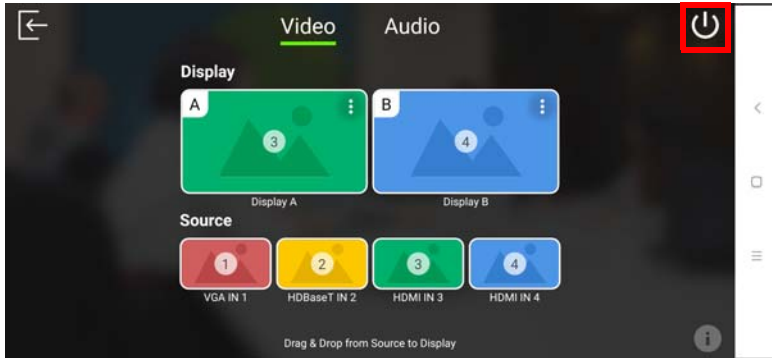 Video Audio
Display
A B
3 4
Display A Display B
Source
1 2 3 4
VGA IN 1 HDBaseT IN 2 HDMI IN 3 HDMI IN 4
Drag & Drop from Source to Display
i